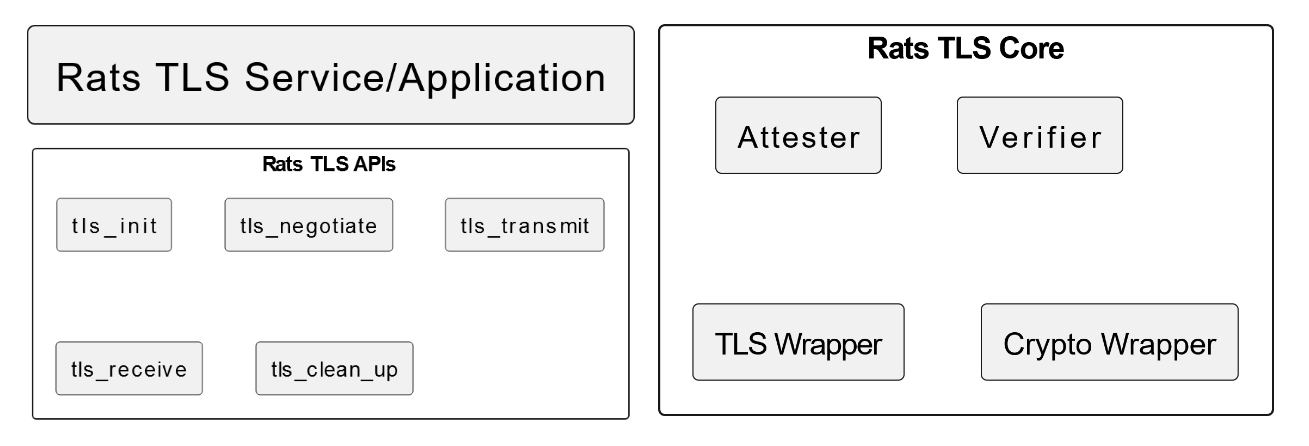 Rats TLS Service/Application
Rats TLS APIs
tls_init
tls_negotiate
tls_transmit
tls_receive
tls_clean_up
Rats TLS Core
Attester
Verifier
TLS Wrapper
Crypto Wrapper